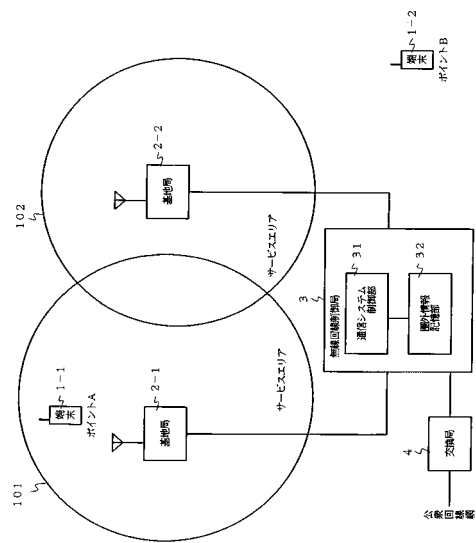 101
1-1
端末
ポイントA
2-1
基地局
サービスエリア
102
2-2
基地局
サービスエリア
3
無線回線制御局
31
通信システム
制御部
32
圏外情報
記憶部
4
交換局
公衆
回線網
1-2
端末
ポイントB